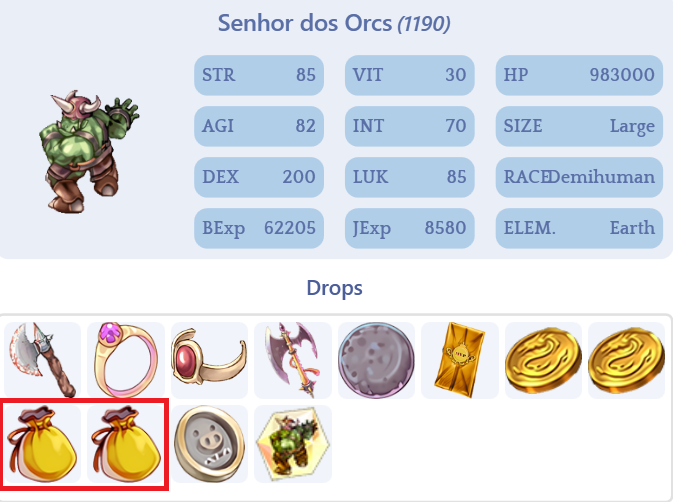 Senhor dos Orcs (1190)
STR 85 VIT 30 HP 983000
AGI 82 INT 70 SIZE Large
DEX 200 LUK 85 RACE Demihuman
BExp 62205 JExp 8580 ELEM. Earth
Drops